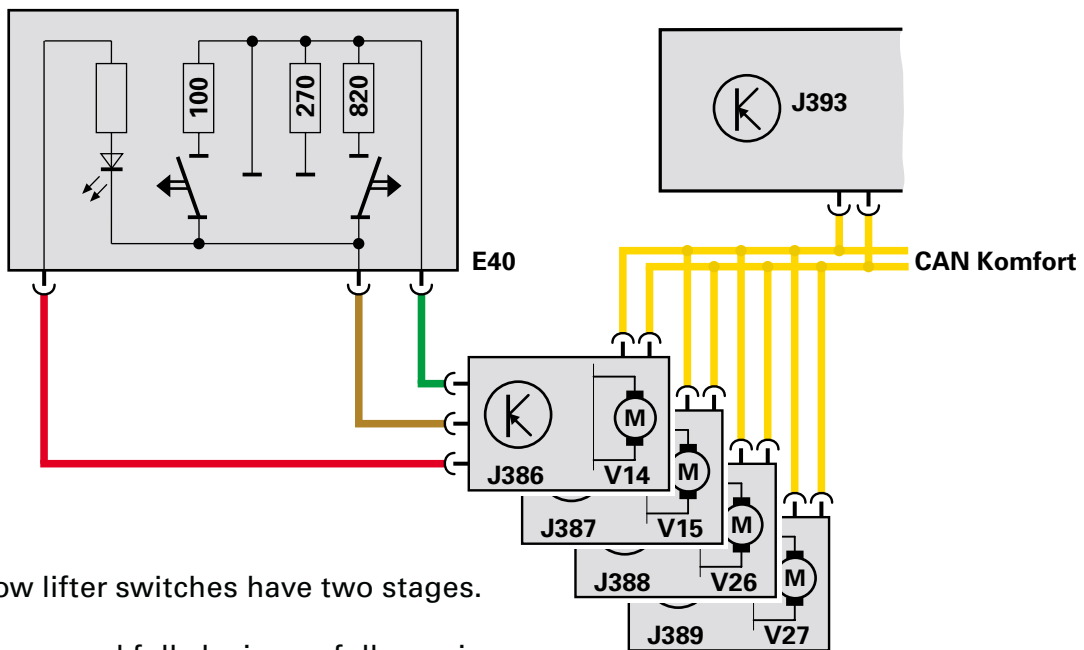 100
270
820
J393
E40
CAN Komfort
M
J386
V14
M
J387
V15
M
J388
V26
M
J389
V27
lifter switches have two stages.